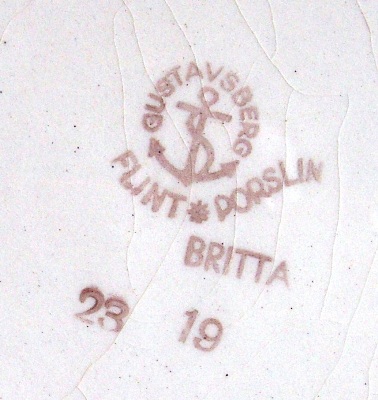 GUSTAVSBERG
FLINT * PORSLIN
BRITTA
23 19